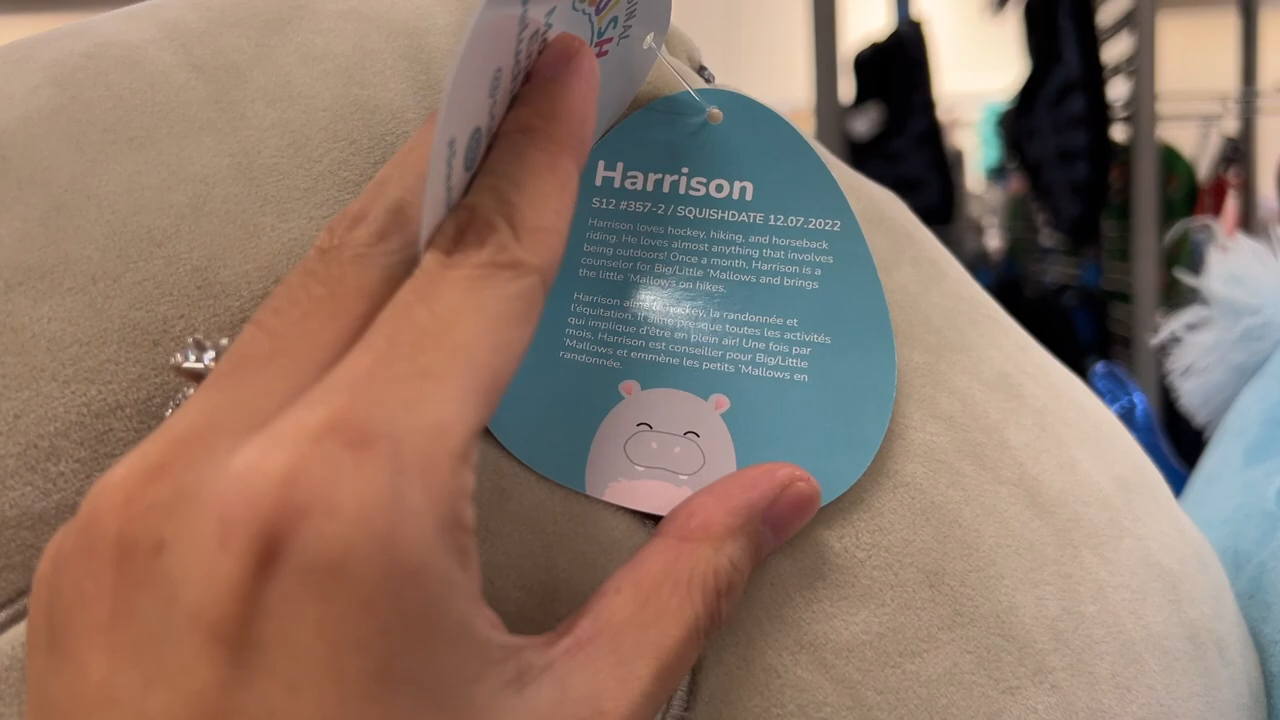 Harrison
S12 #357-2 / SQUISHDATE 12.07.2022
Harrison loves hockey, hiking, and horseback
riding. He loves almost anything that involves
being outdoors! Once a month, Harrison is a
counselor for Big/Little 'Mallows and brings
the little 'Mallows on hikes.
Harrison aime le hockey, la randonnée et
l'équitation. Il aime presque toutes les activités
qui implique d'être en plein air! Une fois par
mois, Harrison est conseiller pour Big/Little
'Mallows et emmène les petits 'Mallows en
randonnée.